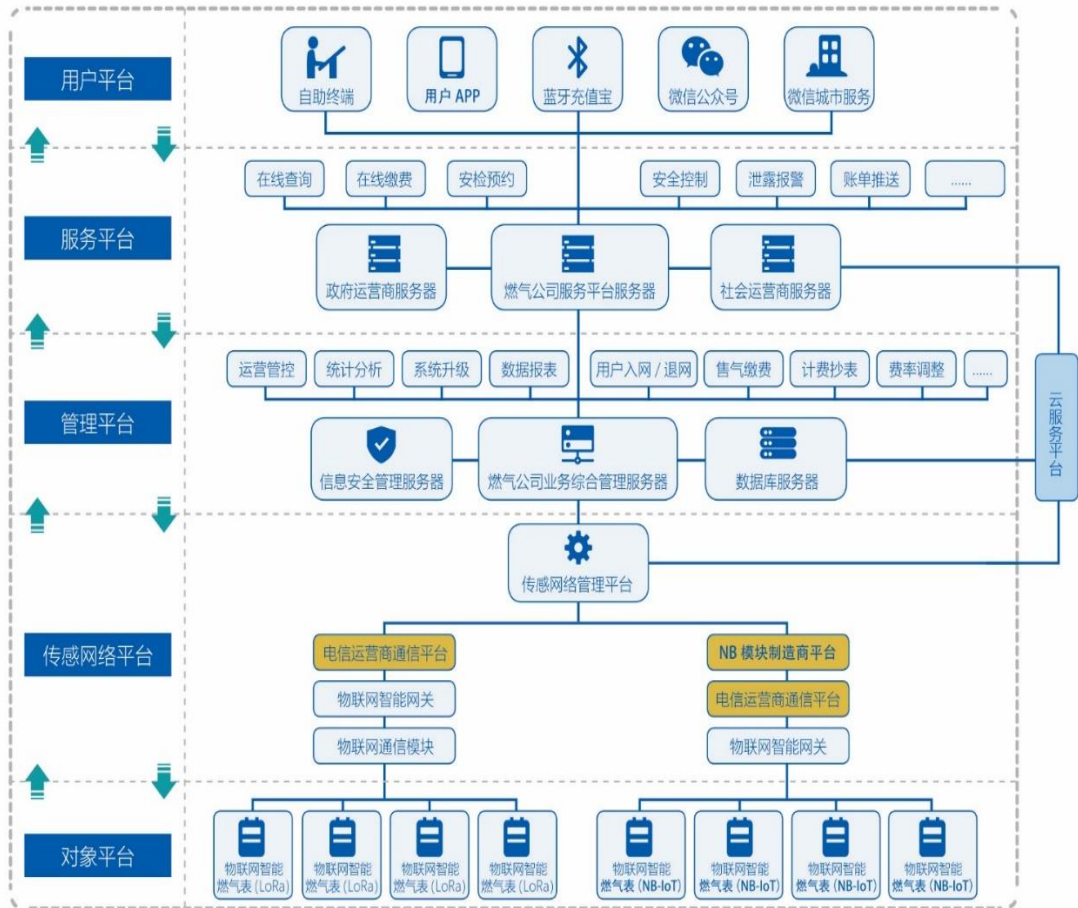 用户平台
自助终端
用户 APP
蓝牙充值宝
微信公众号
微信城市服务
服务平台
在线查询
在线缴费
安检预约
安全控制
泄露报警
账单推送
......
政府运营商服务器
燃气公司服务平台服务器
社会运营商服务器
管理平台
运营管控
统计分析
系统升级
数据报表
用户入网 / 退网
售气缴费
计费抄表
费率调整
......
信息安全管理服务器
燃气公司业务综合管理服务器
数据库服务器
云服务平台
传感网络平台
传感网络管理平台
电信运营商通信平台
物联网智能网关
物联网通信模块
NB 模块制造商平台
电信运营商通信平台
物联网智能网关
对象平台
物联网智能
燃气表 (LoRa)
物联网智能
燃气表 (LoRa)
物联网智能
燃气表 (LoRa)
物联网智能
燃气表 (LoRa)
物联网智能
燃气表 (NB-IoT)
物联网智能
燃气表 (NB-IoT)
物联网智能
燃气表 (NB-IoT)
物联网智能
燃气表 (NB-IoT)